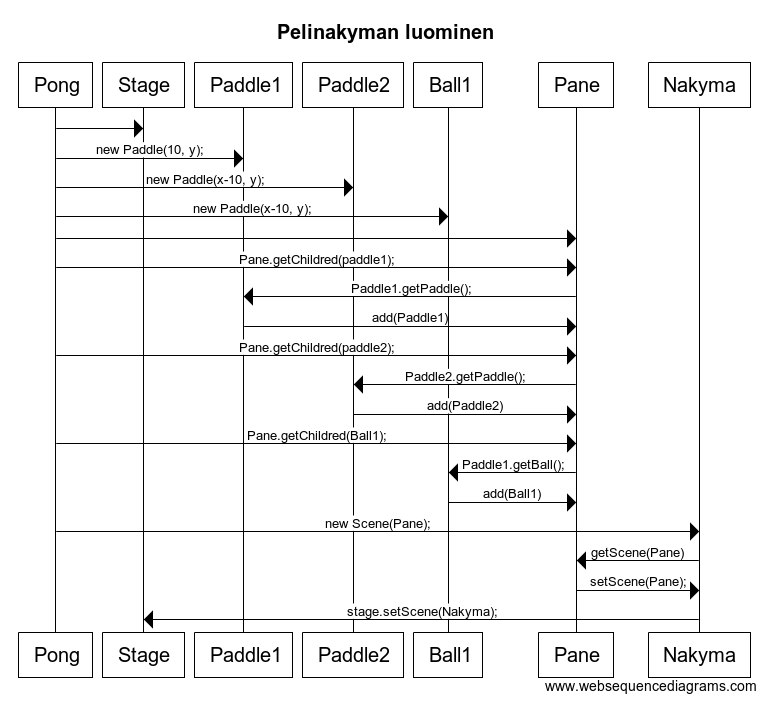 Pelinakyman luominen
Pong Stage Paddle1 Paddle2 Ball1 Pane Nakyma
new Paddle(10, y);
new Paddle(x-10, y);
new Paddle(x-10, y);
Pane.getChildred(paddle1);
Paddle1.getPaddle();
add(Paddle1)
Pane.getChildred(paddle2);
Paddle2.getPaddle();
add(Paddle2)
Pane.getChildred(Ball1);
Paddle1.getBall();
add(Ball1)
new Scene(Pane);
getScene(Pane)
setScene(Pane);
stage.setScene(Nakyma);
Pong Stage Paddle1 Paddle2 Ball1 Pane Nakyma
www.websequencediagrams.com